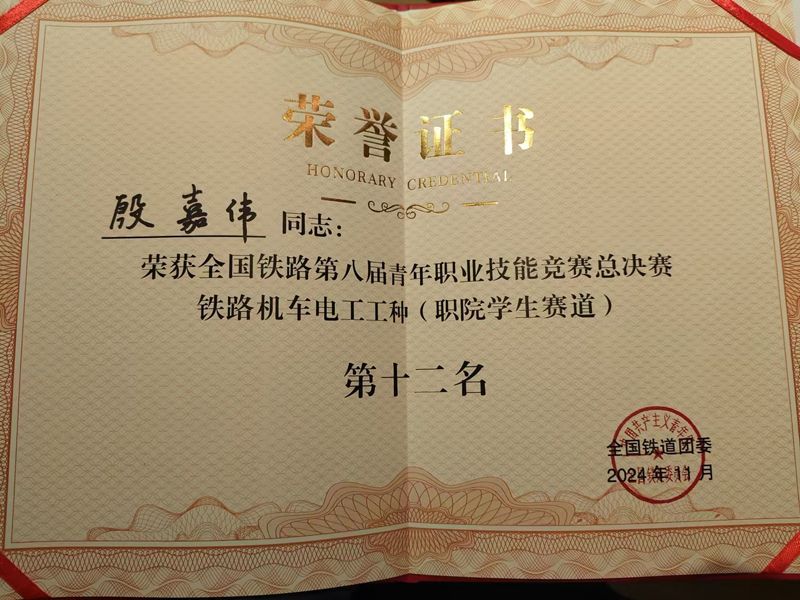 荣誉证书
HONORARY CREDENTIAL
殷嘉伟 同志：
荣获全国铁路第八届青年职业技能竞赛总决赛
铁路机车电工工种（职院学生赛道）
第十二名
全国铁道团委
2024年11月